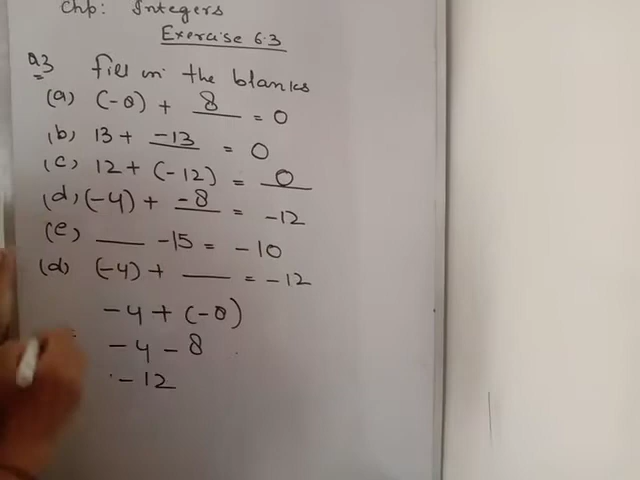 Chp: Integers
Exercise 6.3
Q3 Fill in the blanks
(a) (-8) + 8 = 0
(b) 13 + -13 = 0
(c) 12 + (-12) = 0
(d) (-4) + -8 = -12
(e) ___ -15 = -10
(d) (-4) + ___ = -12
-4 + (-8)
= -4 - 8
-12